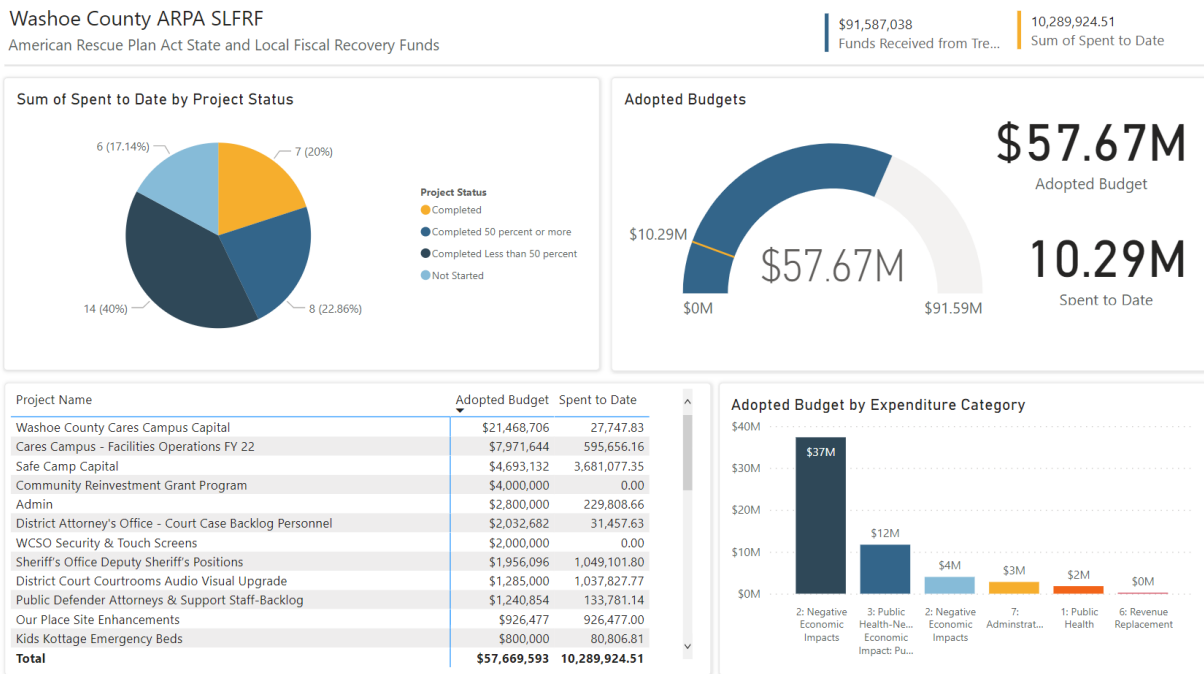 Washoe County ARPA SLFRF
American Rescue Plan Act State and Local Fiscal Recovery Funds
$91,587,038
Funds Received from Tre...
10,289,924.51
Sum of Spent to Date
Sum of Spent to Date by Project Status
6 (17.14%)
7 (20%)
14 (40%)
8 (22.86%)
Project Status
Completed
Completed 50 percent or more
Completed Less than 50 percent
Not Started
Adopted Budgets
$10.29M
$57.67M
$0M
$91.59M
$57.67M
Adopted Budget
10.29M
Spent to Date
Project Name Adopted Budget Spent to Date
Washoe County Cares Campus Capital $21,468,706 27,747.83
Cares Campus - Facilities Operations FY 22 $7,971,644 595,656.16
Safe Camp Capital $4,693,132 3,681,077.35
Community Reinvestment Grant Program $4,000,000 0.00
Admin $2,800,000 229,808.66
District Attorney's Office - Court Case Backlog Personnel $2,032,682 31,457.63
WCSO Security & Touch Screens $2,000,000 0.00
Sheriff's Office Deputy Sheriff's Positions $1,956,096 1,049,101.80
District Court Courtrooms Audio Visual Upgrade $1,285,000 1,037,827.77
Public Defender Attorneys & Support Staff-Backlog $1,240,854 133,781.14
Our Place Site Enhancements $926,477 926,477.00
Kids Kottage Emergency Beds $800,000 80,806.81
Total $57,669,593 10,289,924.51
Adopted Budget by Expenditure Category
$40M
$30M
$20M
$10M
$0M
$37M
$12M
$4M
$3M
$2M
$0M
2: Negative
Economic
Impacts
3: Public
Health-Ne...
Economic
Impact: Pu...
2: Negative
Economic
Impacts
7:
Adminstrat...
1: Public
Health
6: Revenue
Replacement